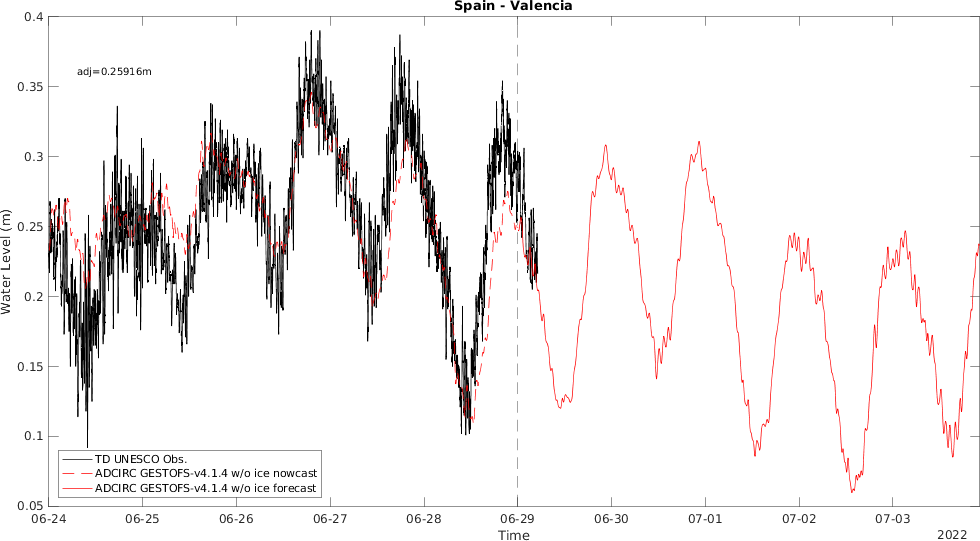 Spain - Valencia
0.4
adj=0.25916m
0.35
0.3
0.25
0.2
0.15
0.1
0.05
Water Level (m)
TD UNESCO Obs.
ADCIRC GESTOFS-v4.1.4 w/o ice nowcast
ADCIRC GESTOFS-v4.1.4 w/o ice forecast
06-24 06-25 06-26 06-27 06-28 06-29 06-30 07-01 07-02 07-03
Time
2022